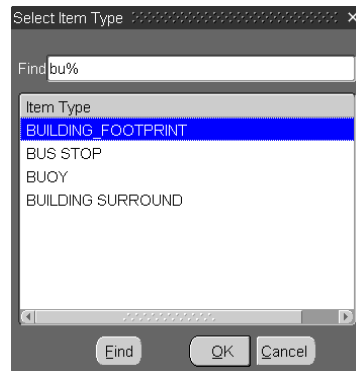 Select Item Type
Find bu%
Item Type
BUILDING_FOOTPRINT
BUS STOP
BUOY
BUILDING SURROUND
Find OK Cancel